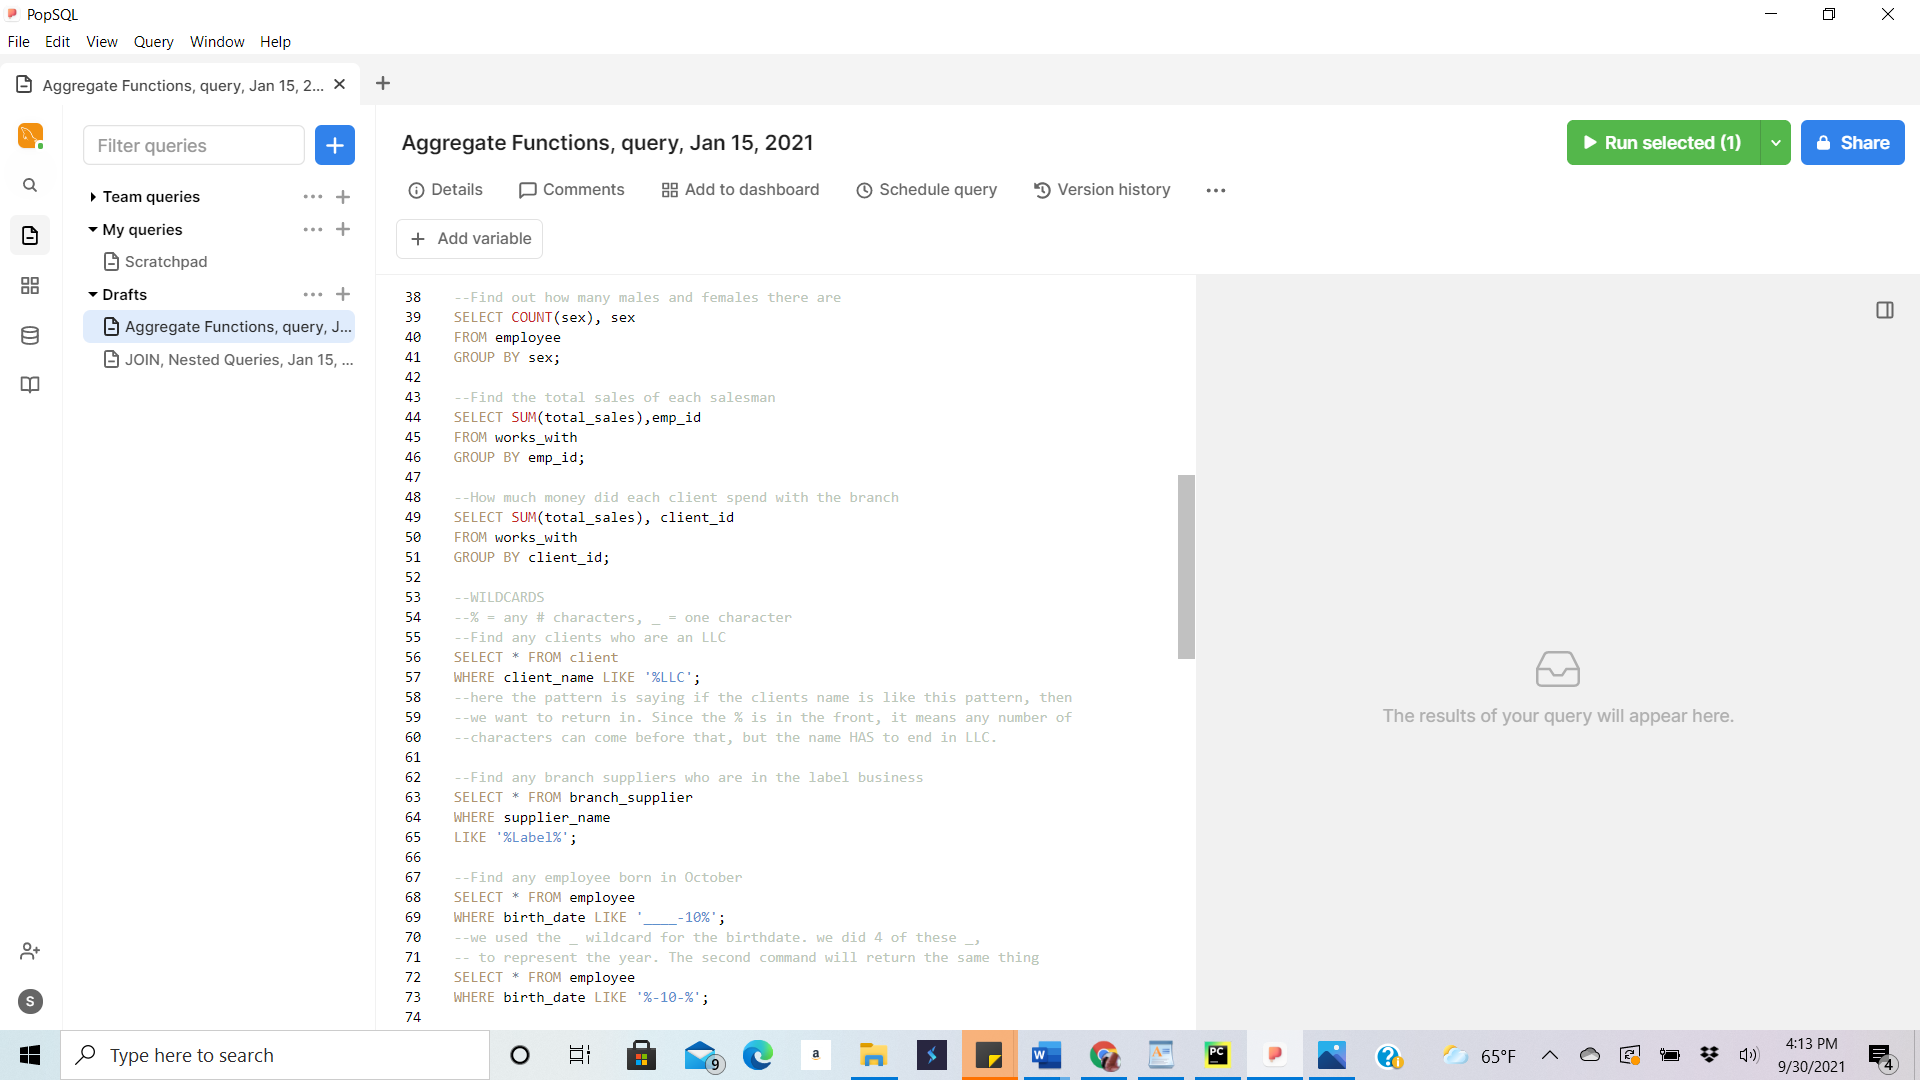 PopSQL
File Edit View Query Window Help
Aggregate Functions, query, Jan 15, 2...
Filter queries
Team queries
My queries
Scratchpad
Drafts
Aggregate Functions, query, J...
JOIN, Nested Queries, Jan 15, ...
S
Aggregate Functions, query, Jan 15, 2021
Run selected (1)
Share
Details Comments Add to dashboard Schedule query Version history
Add variable
38 --Find out how many males and females there are
39 SELECT COUNT(sex), sex
40 FROM employee
41 GROUP BY sex;
42
43 --Find the total sales of each salesman
44 SELECT SUM(total_sales),emp_id
45 FROM works_with
46 GROUP BY emp_id;
47
48 --How much money did each client spend with the branch
49 SELECT SUM(total_sales), client_id
50 FROM works_with
51 GROUP BY client_id;
52
53 --WILDCARDS
54 --% = any # characters, _ = one character
55 --Find any clients who are an LLC
56 SELECT * FROM client
57 WHERE client_name LIKE '%LLC';
58 --here the pattern is saying if the clients name is like this pattern, then
59 --we want to return in. Since the % is in the front, it means any number of
60 --characters can come before that, but the name HAS to end in LLC.
61
62 --Find any branch suppliers who are in the label business
63 SELECT * FROM branch_supplier
64 WHERE supplier_name
65 LIKE '%Label%';
66
67 --Find any employee born in October
68 SELECT * FROM employee
69 WHERE birth_date LIKE '____-10%';
70 --we used the _ wildcard for the birthdate. we did 4 of these _,
71 -- to represent the year. The second command will return the same thing
72 SELECT * FROM employee
73 WHERE birth_date LIKE '%-10-%';
74
The results of your query will appear here.
Type here to search
9
a
W
PC
65°F
4:13 PM
9/30/2021
4